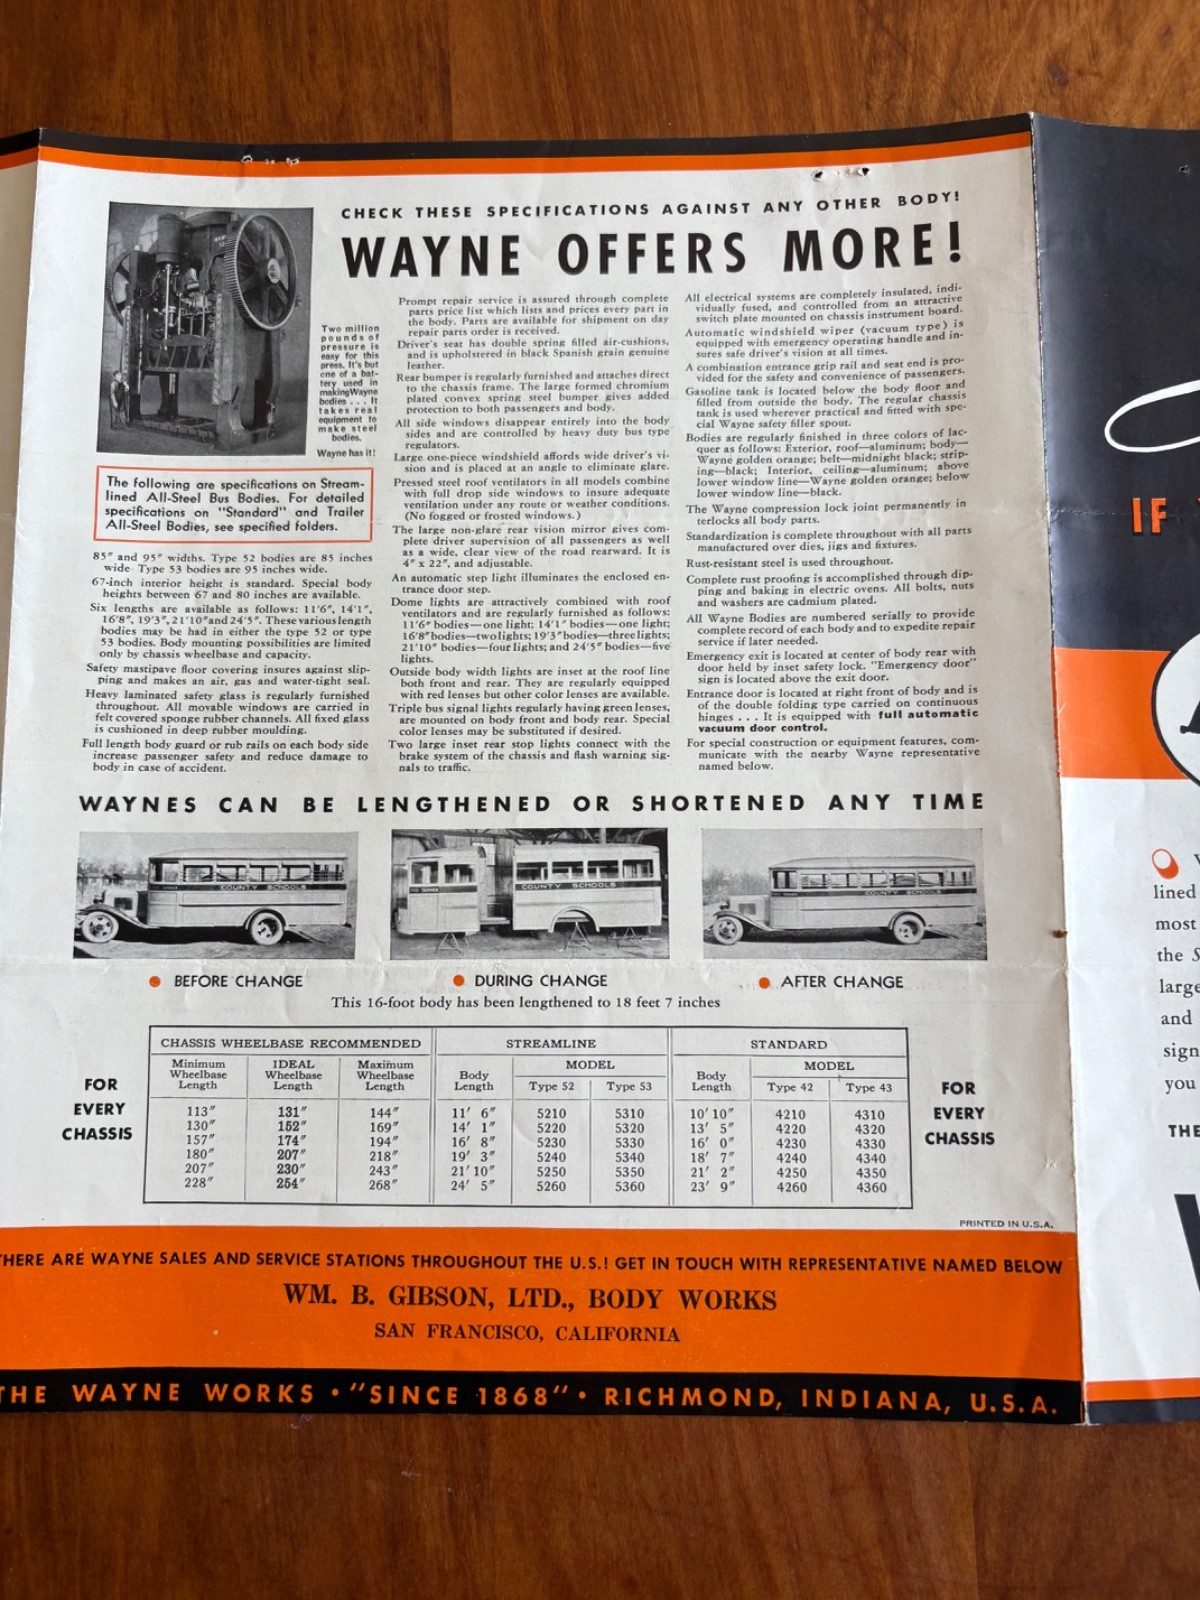 CHECK THESE SPECIFICATIONS AGAINST ANY OTHER BODY!
WAYNE OFFERS MORE!
Two million
pounds of
pressure is
easy for this
press. It's but
one of a bat-
tery used in
making Wayne
bodies . . . It
takes real
equipment to
make steel
bodies.
Wayne has it!
The following are specifications on Stream-
lined All-Steel Bus Bodies. For detailed
specifications on "Standard" and Trailer
All-Steel Bodies, see specified folders.
85" and 95" widths. Type 52 bodies are 85 inches
wide. Type 53 bodies are 95 inches wide.
67-inch interior height is standard. Special body
heights between 67 and 80 inches are available.
Six lengths are available as follows: 11'6", 14'1",
16'8", 19'3", 21'10" and 24'5". These various length
bodies may be had in either the type 52 or type
53 bodies. Body mounting possibilities are limited
only by chassis wheelbase and capacity.
Safety mastipave floor covering insures against slip-
ping and makes an air, gas and water-tight seal.
Heavy laminated safety glass is regularly furnished
throughout. All movable windows are carried in
felt covered sponge rubber channels. All fixed glass
is cushioned in deep rubber moulding.
Full length body guard or rub rails on each body side
increase passenger safety and reduce damage to
body in case of accident.
Prompt repair service is assured through complete
parts price list which lists and prices every part in
the body. Parts are available for shipment on day
repair parts order is received.
Driver's seat has double spring filled air-cushions,
and is upholstered in black Spanish grain genuine
leather.
Rear bumper is regularly furnished and attaches direct
to the chassis frame. The large formed chromium
plated convex spring steel bumper gives added
protection to both passengers and body.
All side windows disappear entirely into the body
sides and are controlled by heavy duty bus type
regulators.
Large one-piece windshield affords wide driver's vi-
sion and is placed at an angle to eliminate glare.
Pressed steel roof ventilators in all models combine
with full drop side windows to insure adequate
ventilation under any route or weather conditions.
(No fogged or frosted windows.)
The large non-glare rear vision mirror gives com-
plete driver supervision of all passengers as well
as a wide, clear view of the road rearward. It is
4" x 22", and adjustable.
An automatic step light illuminates the enclosed en-
trance door step.
Dome lights are attractively combined with roof
ventilators and are regularly furnished as follows:
11'6" bodies—one light; 14'1" bodies—one light;
16'8" bodies—two lights; 19'3" bodies—three lights;
21'10" bodies—four lights; and 24'5" bodies—five
lights.
Outside body width lights are inset at the roof line
both front and rear. They are regularly equipped
with red lenses but other color lenses are available.
Triple bus signal lights regularly having green lenses,
are mounted on body front and body rear. Special
color lenses may be substituted if desired.
Two large inset rear stop lights connect with the
brake system of the chassis and flash warning sig-
nals to traffic.
All electrical systems are completely insulated, indi-
vidually fused, and controlled from an attractive
switch plate mounted on chassis instrument board.
Automatic windshield wiper (vacuum type) is
equipped with emergency operating handle and in-
sures safe driver's vision at all times.
A combination entrance grip rail and seat end is pro-
vided for the safety and convenience of passengers.
Gasoline tank is located below the body floor and
filled from outside the body. The regular chassis
tank is used wherever practical and fitted with spe-
cial Wayne safety filler spout.
Bodies are regularly finished in three colors of lac-
quer as follows: Exterior, roof—aluminum; body—
Wayne golden orange; belt—midnight black; strip-
ing—black; Interior, ceiling—aluminum; above
lower window line—Wayne golden orange; below
lower window line—black.
The Wayne compression lock joint permanently in
terlocks all body parts.
Standardization is complete throughout with all parts
manufactured over dies, jigs and fixtures.
Rust-resistant steel is used throughout.
Complete rust proofing is accomplished through dip-
ping and baking in electric ovens. All bolts, nuts
and washers are cadmium plated.
All Wayne Bodies are numbered serially to provide
complete record of each body and to expedite repair
service if later needed.
Emergency exit is located at center of body rear with
door held by inset safety lock. "Emergency door"
sign is located above the exit door.
Entrance door is located at right front of body and is
of the double folding type carried on continuous
hinges . . . It is equipped with full automatic
vacuum door control.
For special construction or equipment features, com-
municate with the nearby Wayne representative
named below.
WAYNES CAN BE LENGTHENED OR SHORTENED ANY TIME
COUNTY SCHOOLS
COUNTY SCHOOLS
COUNTY SCHOOLS
• BEFORE CHANGE • DURING CHANGE • AFTER CHANGE
This 16-foot body has been lengthened to 18 feet 7 inches
FOR
EVERY
CHASSIS
CHASSIS WHEELBASE RECOMMENDED STREAMLINE STANDARD
Minimum Wheelbase Length IDEAL Wheelbase Length Maximum Wheelbase Length Body Length MODEL Type 52 Type 53 Body Length MODEL Type 42 Type 43
113" 131" 144" 11' 6" 5210 5310 10' 10" 4210 4310
130" 152" 169" 14' 1" 5220 5320 13' 5" 4220 4320
157" 174" 194" 16' 8" 5230 5330 16' 0" 4230 4330
180" 207" 218" 19' 3" 5240 5340 18' 7" 4240 4340
207" 230" 243" 21' 10" 5250 5350 21' 2" 4250 4350
228" 254" 268" 24' 5" 5260 5360 23' 9" 4260 4360
FOR
EVERY
CHASSIS
PRINTED IN U.S.A.
THERE ARE WAYNE SALES AND SERVICE STATIONS THROUGHOUT THE U.S.! GET IN TOUCH WITH REPRESENTATIVE NAMED BELOW
WM. B. GIBSON, LTD., BODY WORKS
SAN FRANCISCO, CALIFORNIA
THE WAYNE WORKS • "SINCE 1868" • RICHMOND, INDIANA, U.S.A.
IF
lined
most
the
large
and
sign
you
THE